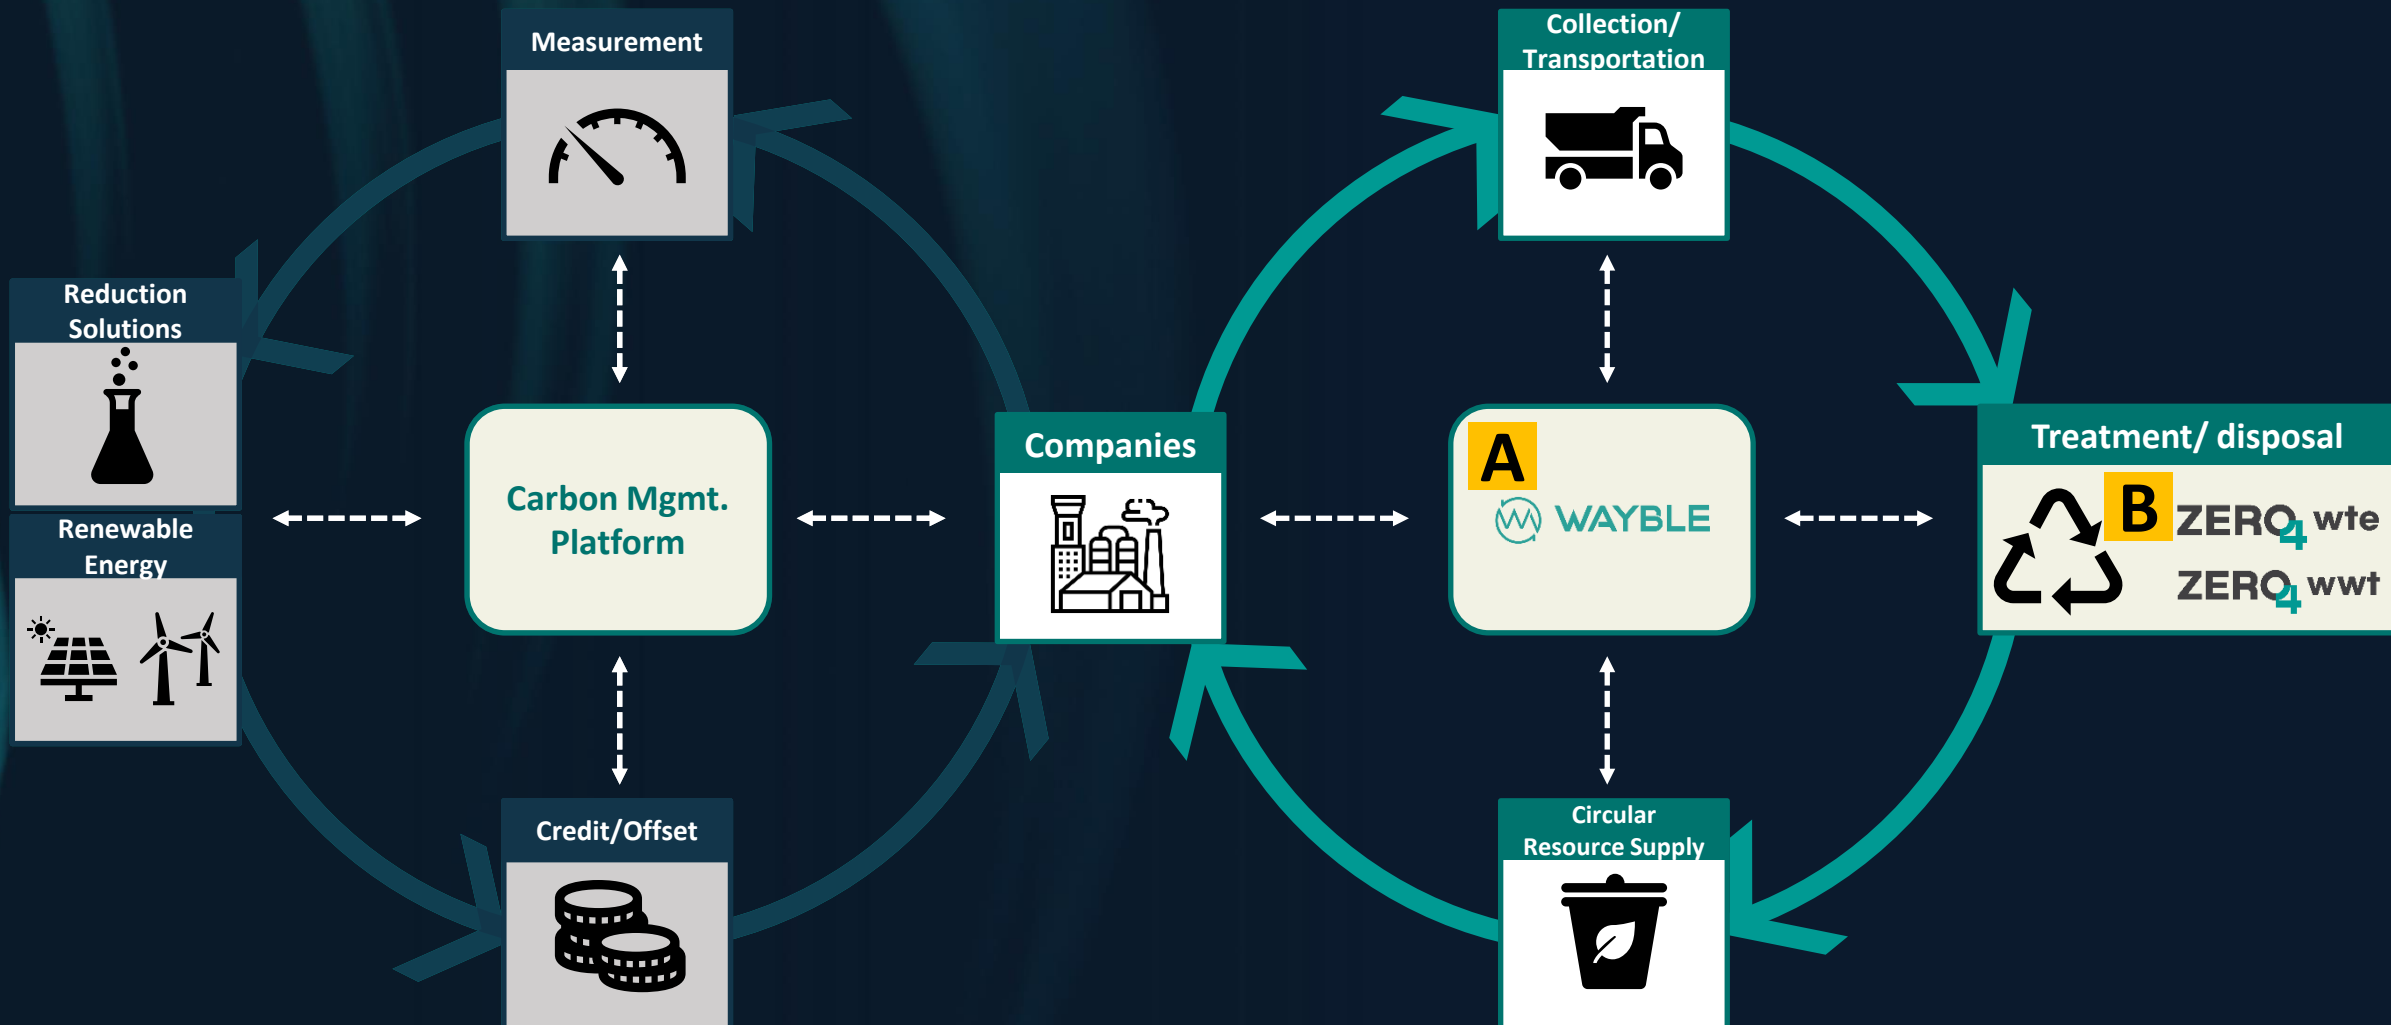 Measurement
Collection/
Transportation
Reduction
Solutions
Renewable
Energy
Carbon Mgmt.
Platform
Companies
A
WAYBLE
Treatment/ disposal
B
ZERO4 wte
ZERO4 wwt
Credit/Offset
Circular
Resource Supply